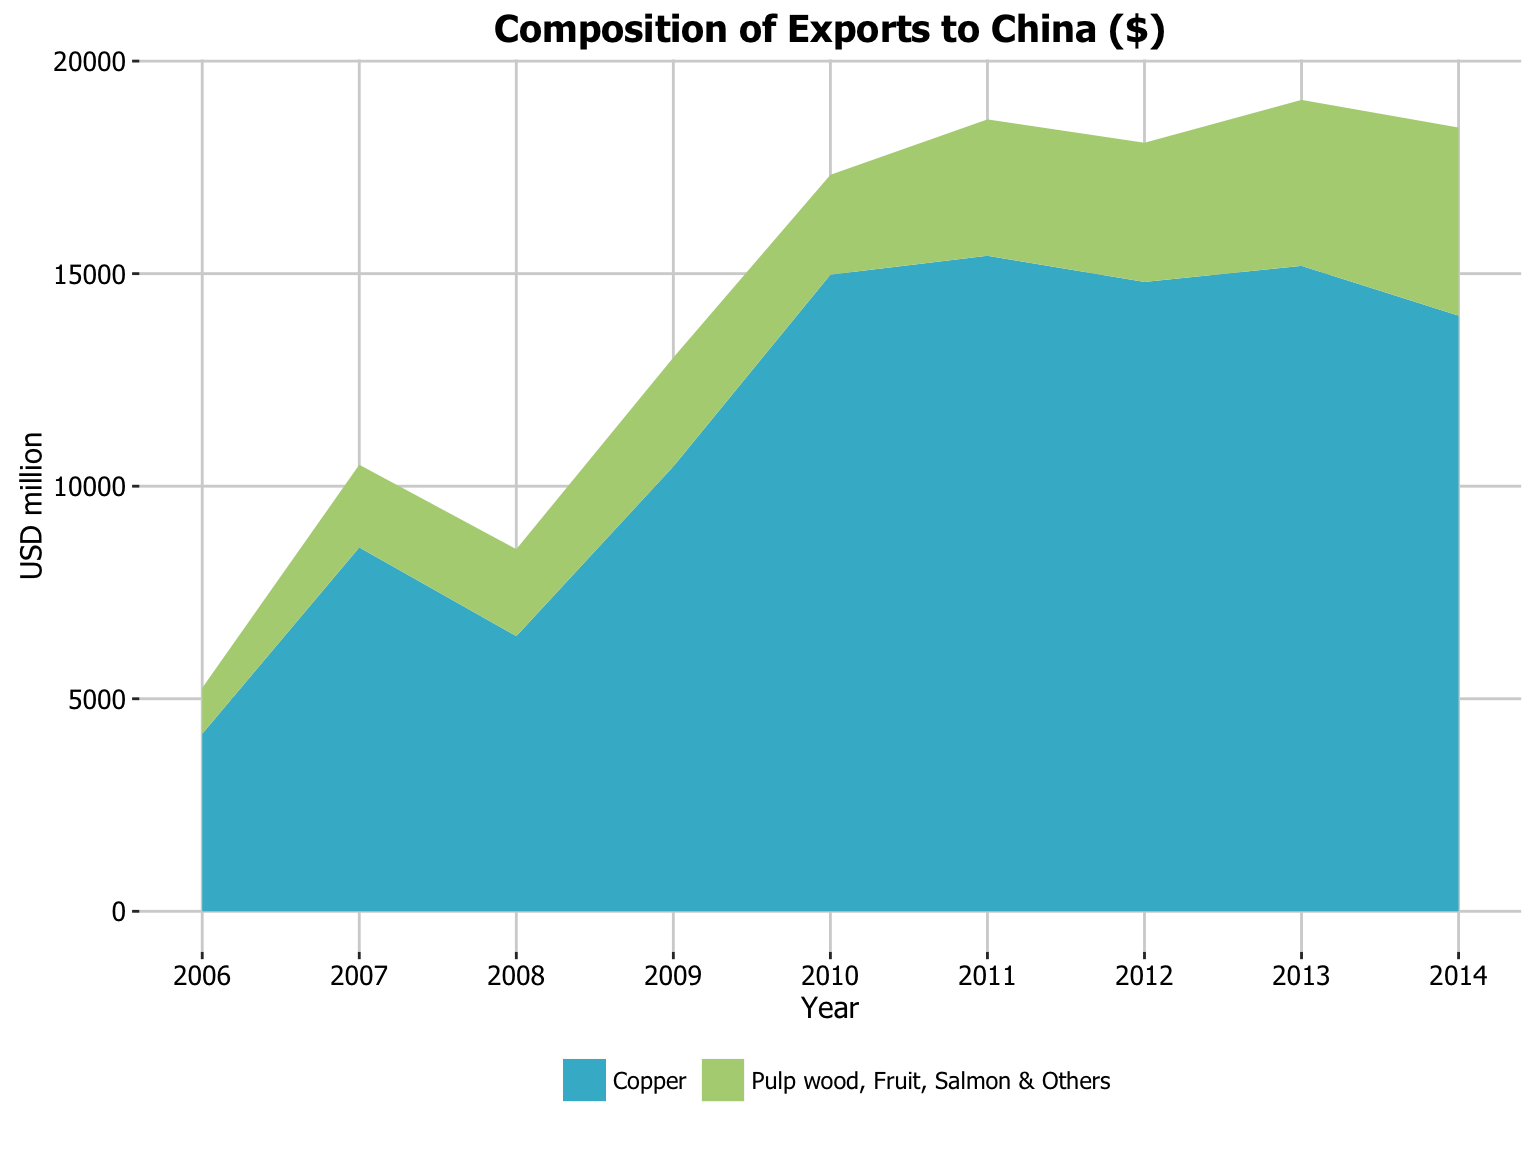 Composition of Exports to China ($)
20000
15000
10000
5000
0
USD million
2006 2007 2008 2009 2010 2011 2012 2013 2014
Year
Copper Pulp wood, Fruit, Salmon & Others